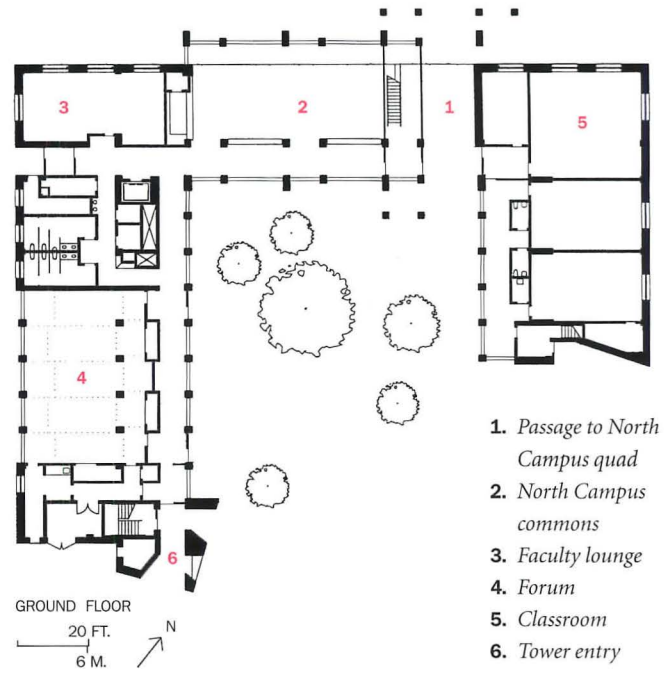 3
2
1
5
4
6
1. Passage to North
Campus quad
2. North Campus
commons
3. Faculty lounge
4. Forum
5. Classroom
6. Tower entry
GROUND FLOOR
20 FT.
6 M.
N